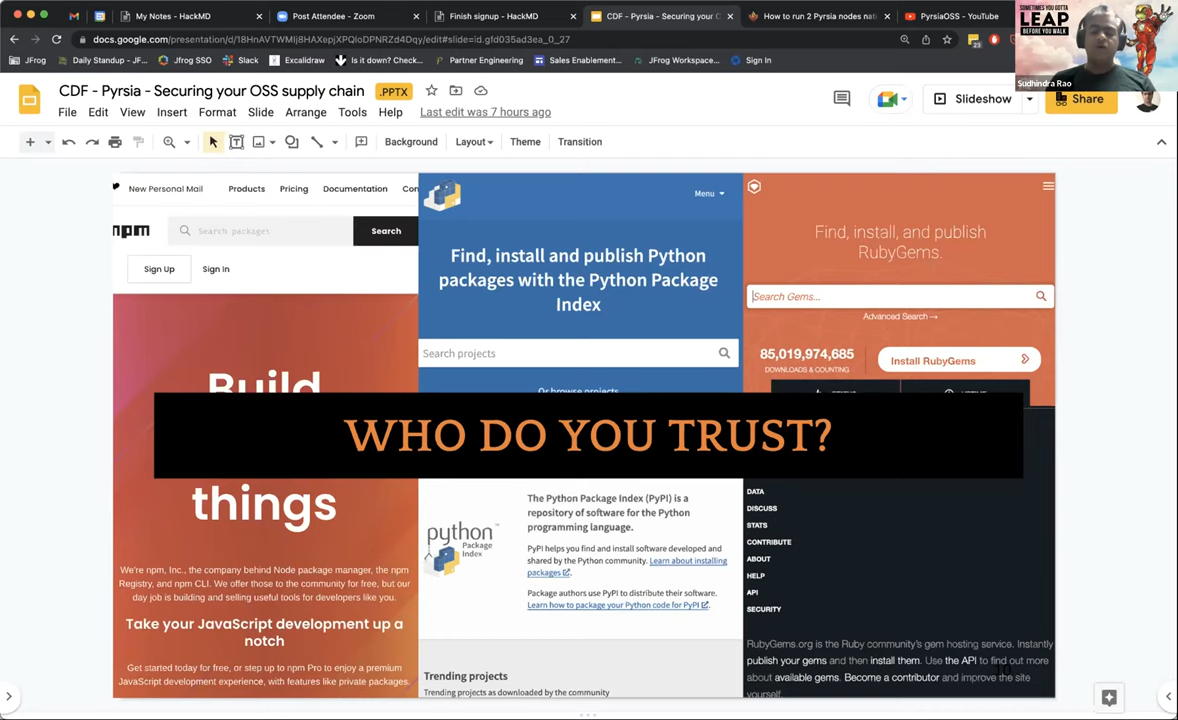 My Notes - HackMD
Post Attendee - Zoom
Finish signup - HackMD
CDF - Pyrsia - Securing your C
How to run 2 Pyrsia nodes nati
PyrsiaOSS - YouTube
SOMETIMES YOU GOTTA
LEAP
BEFORE YOU WALK
Sudhindra Rao
docs.google.com/presentation/d/18HnAVTWMIj8HAXepjXPQloDPNRZd4Dqy/edit#slide=id.gfd035ad3ea_0_27
23
JFrog
Daily Standup - JF...
Jfrog SSO
Slack
Excalidraw
Is it down? Check...
Partner Engineering
Sales Enablement...
JFrog Workspace...
Sign In
CDF - Pyrsia - Securing your OSS supply chain
.PPTX
Slideshow
Share
File Edit View Insert Format Slide Arrange Tools Help
Last edit was 7 hours ago
Background
Layout
Theme
Transition
New Personal Mail
Products
Pricing
Documentation
Con
npm
Search packages
Search
Sign Up
Sign In
Build
things
We're npm, Inc., the company behind Node package manager, the npm
Registry, and npm CLI. We offer those to the community for free, but our
day job is building and selling useful tools for developers like you.
Take your JavaScript development up a
notch
Get started today for free, or step up to npm Pro to enjoy a premium
JavaScript development experience, with features like private packages.
Menu
Find, install and publish Python
packages with the Python Package
Index
Search projects
Or browse projects
WHO DO YOU TRUST?
python
Package
Index
The Python Package Index (PyPI) is a
repository of software for the Python
programming language.
PyPI helps you find and install software developed and
shared by the Python community. Learn about installing
packages.
Package authors use PyPI to distribute their software.
Learn how to package your Python code for PyPI.
Trending projects
Trending projects as downloaded by the community
Find, install, and publish
RubyGems.
Search Gems...
Advanced Search →
85,019,974,685
DOWNLOADS & COUNTING
Install RubyGems
DATA
DISCUSS
STATS
CONTRIBUTE
ABOUT
HELP
API
SECURITY
RubyGems.org is the Ruby community's gem hosting service. Instantly
publish your gems and then install them. Use the API to find out more
about available gems. Become a contributor and improve the site
yourself.
10